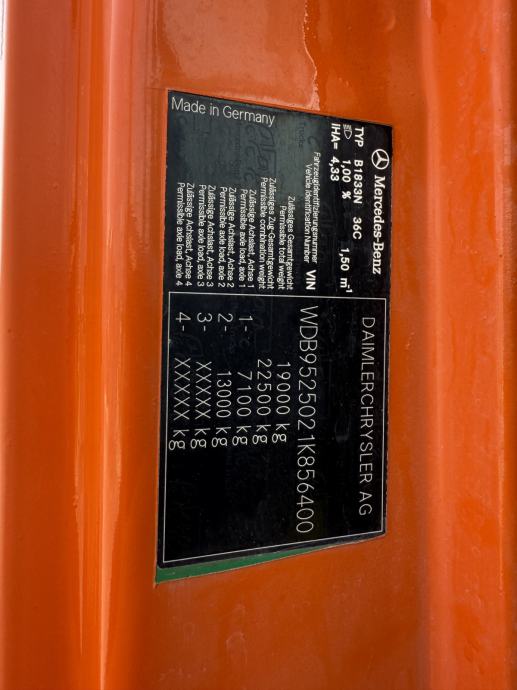 Mercedes-Benz
TYP B1833N 36C 1,50 m⁻¹
1,00 %
iHA= 4,33
DAIMLERCHRYSLER AG
Fahrzeugidentifizierungsnummer
Vehicle Identification Number VIN
WDB9525021K856400
Zulässiges Gesamtgewicht
Permissible total weight
19000 kg
Zulässiges Zug-Gesamtgewicht
Permissible combination weight
22500 kg
Zulässige Achslast, Achse 1
Permissible axle load, axle 1
1- 7100 kg
Zulässige Achslast, Achse 2
Permissible axle load, axle 2
2- 13000 kg
Zulässige Achslast, Achse 3
Permissible axle load, axle 3
3- XXXXX kg
Zulässige Achslast, Achse 4
Permissible axle load, axle 4
4- XXXXX kg
Made in Germany